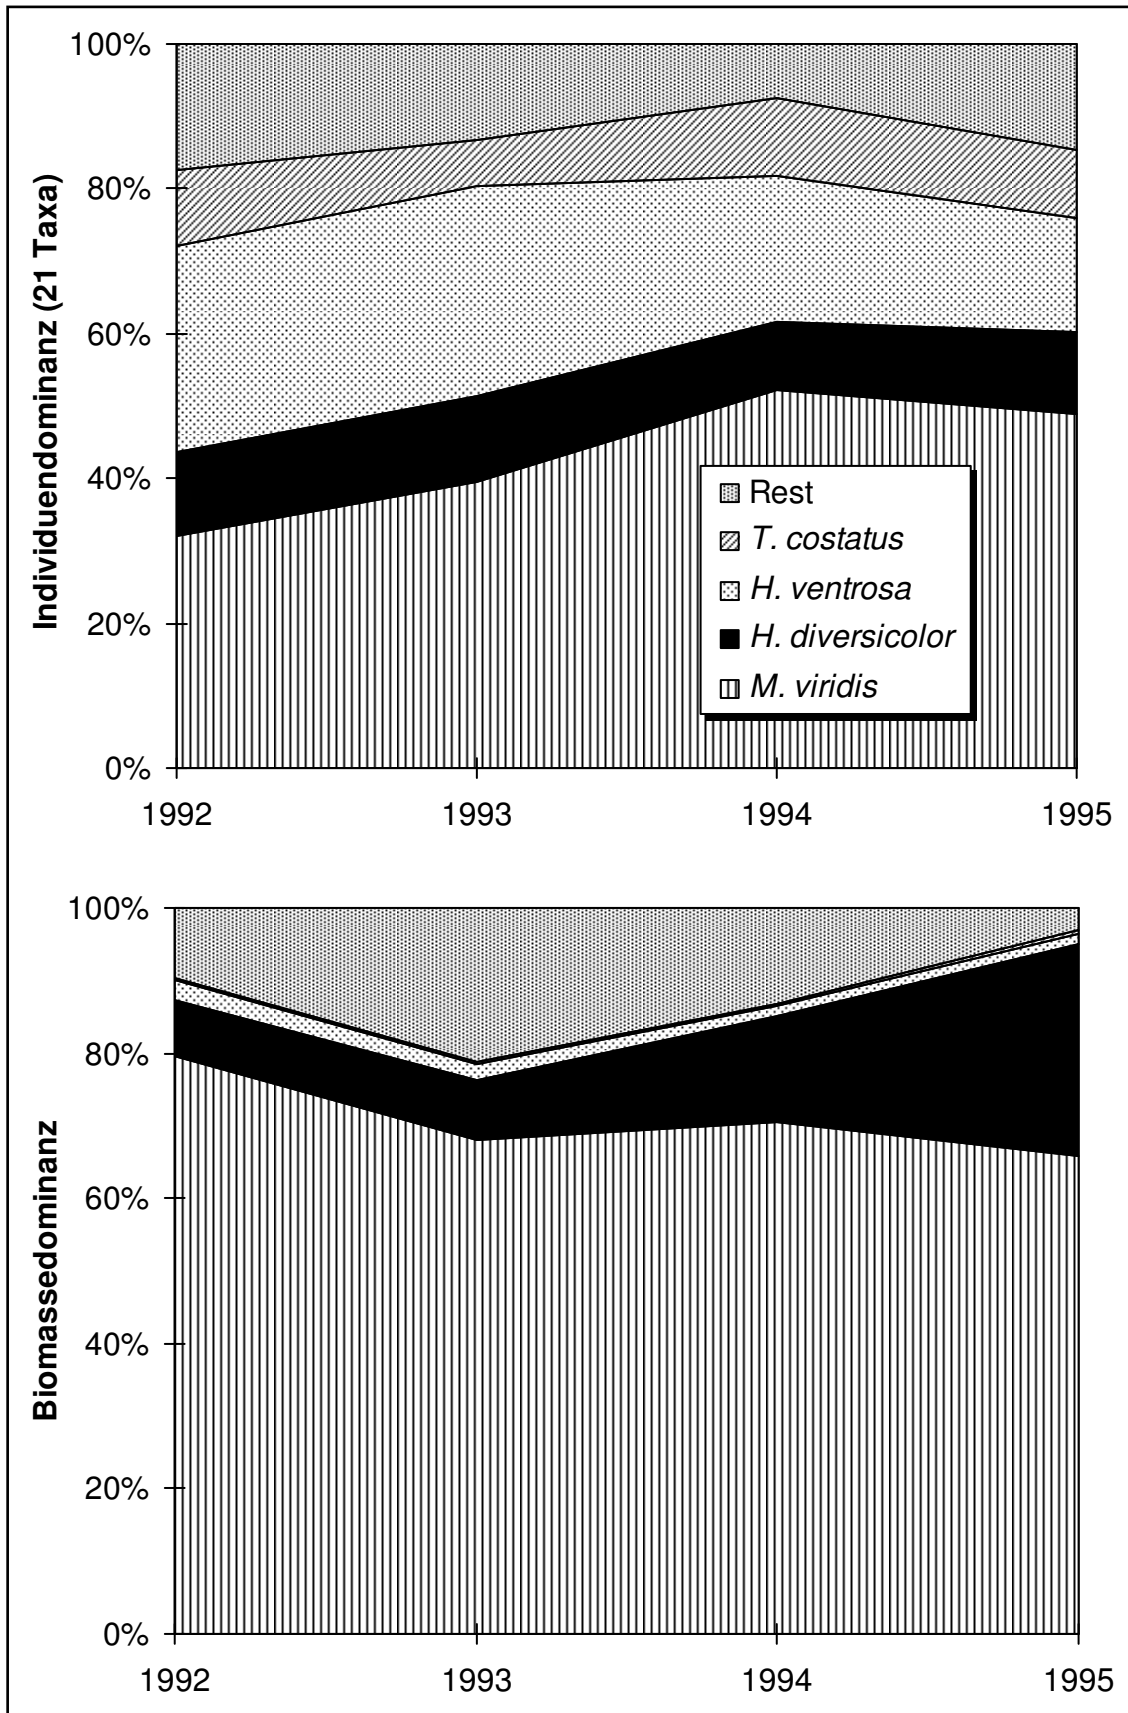 100%
80%
60%
40%
20%
0%
Individuendominanz (21 Taxa)
Rest
T. costatus
H. ventrosa
H. diversicolor
M. viridis
1992 1993 1994 1995
100%
80%
60%
40%
20%
0%
Biomassedominanz
1992 1993 1994 1995